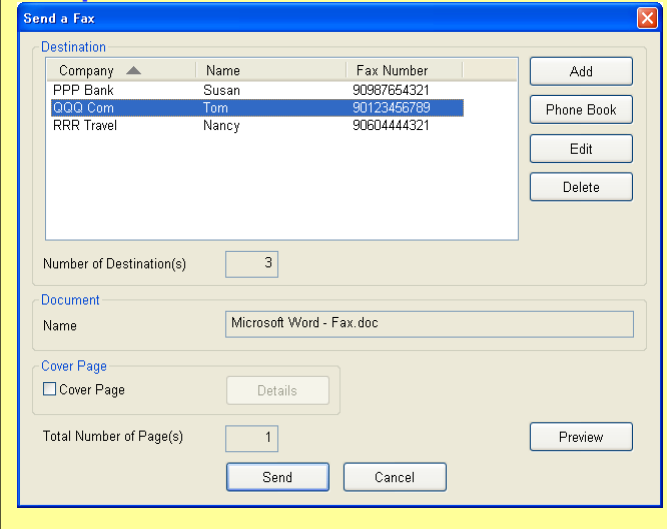 Send a Fax
Destination
Company Name Fax Number
PPP Bank Susan 90987654321
QQQ Com Tom 90123456789
RRR Travel Nancy 90604444321
Add
Phone Book
Edit
Delete
Number of Destination(s) 3
Document
Name Microsoft Word - Fax.doc
Cover Page
Cover Page Details
Total Number of Page(s) 1 Preview
Send Cancel